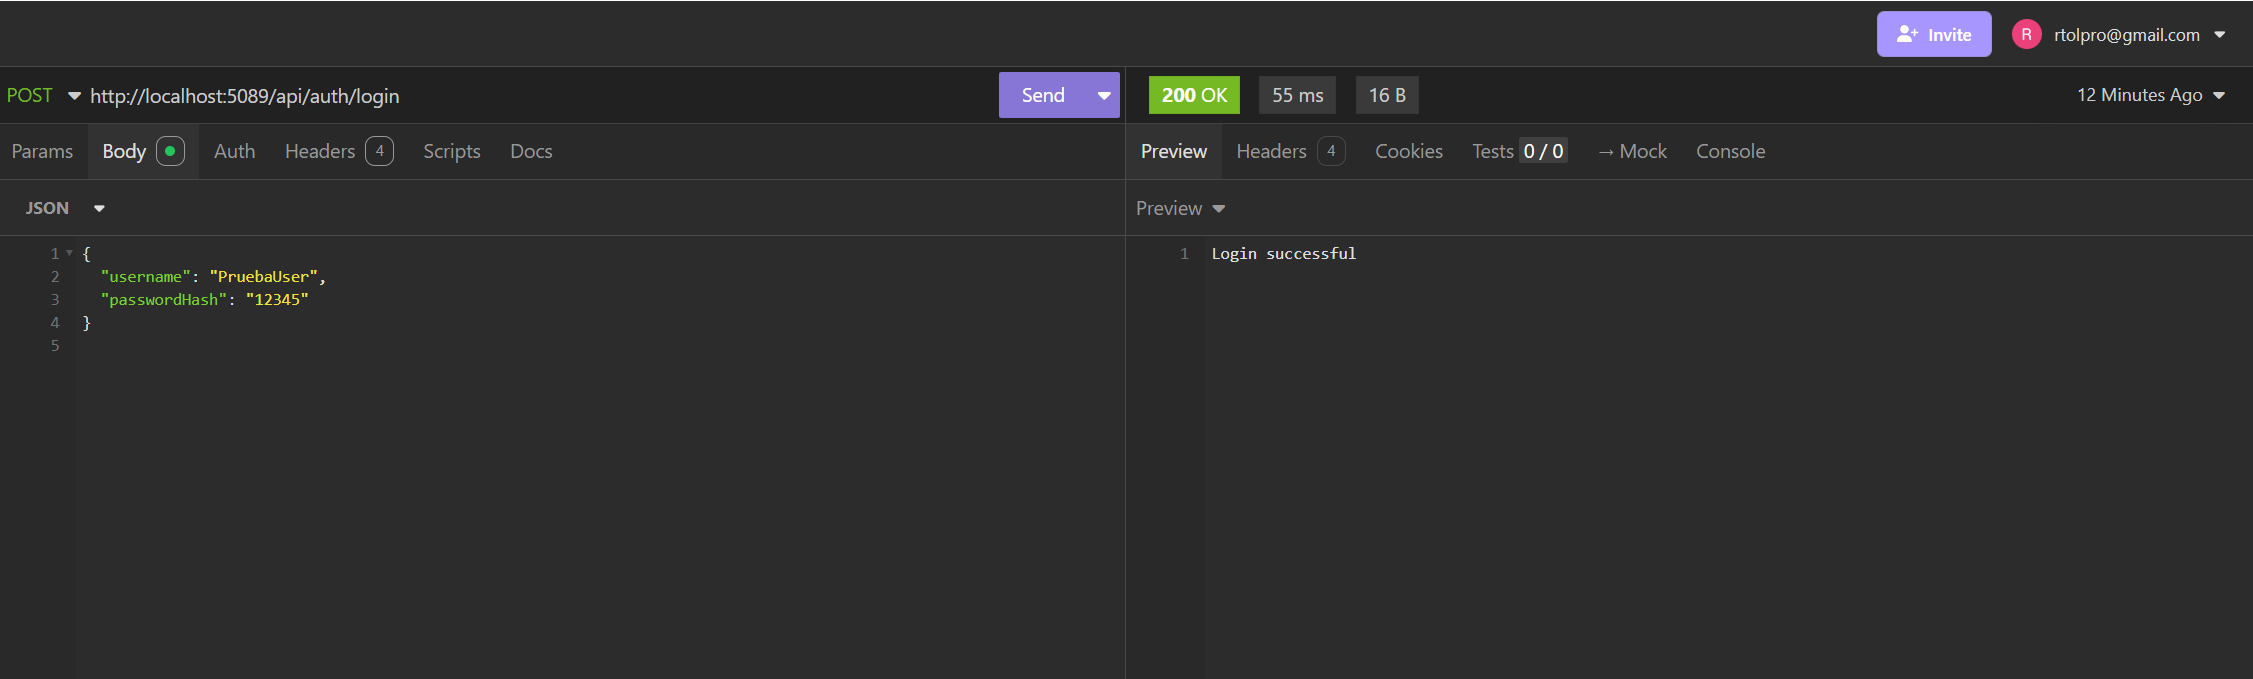 Invite
R rtolpro@gmail.com
POST http://localhost:5089/api/auth/login Send
Params Body Auth Headers 4 Scripts Docs
JSON
1 {
2 "username": "PruebaUser",
3 "passwordHash": "12345"
4 }
5
200 OK 55 ms 16 B 12 Minutes Ago
Preview Headers 4 Cookies Tests 0 / 0 → Mock Console
Preview
1 Login successful